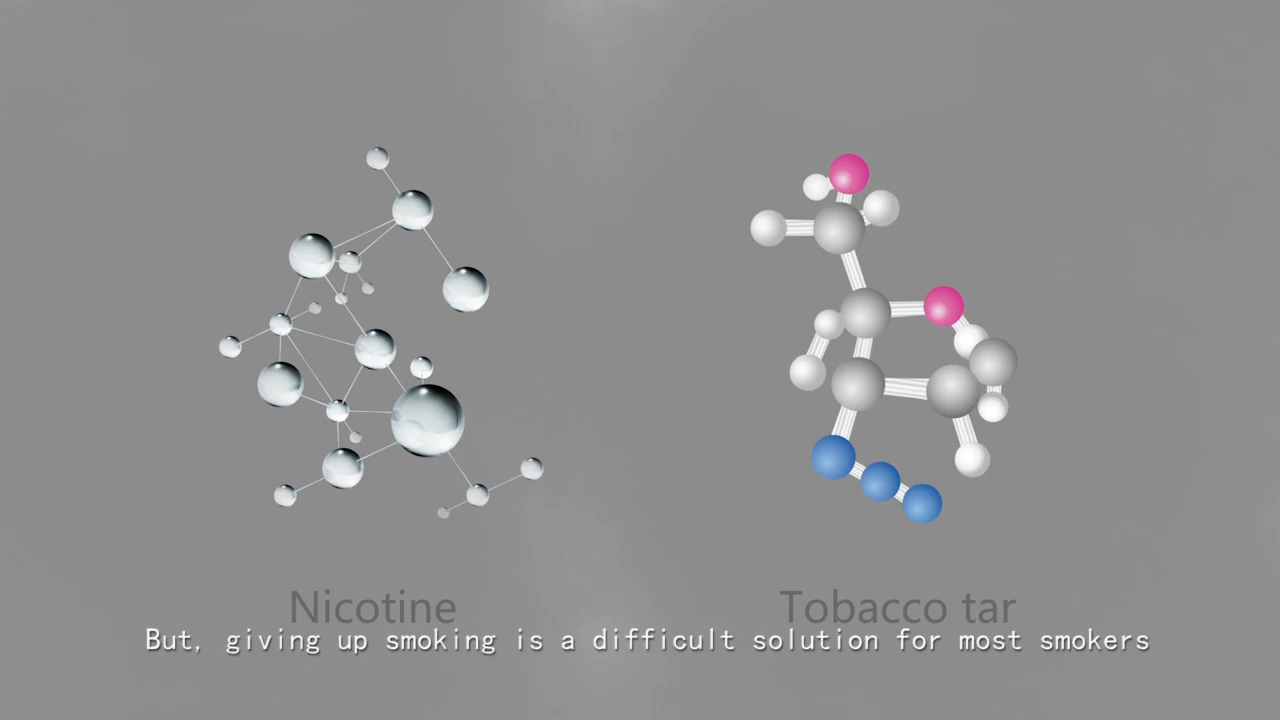 Nicotine
Tobacco tar
But, giving up smoking is a difficult solution for most smokers